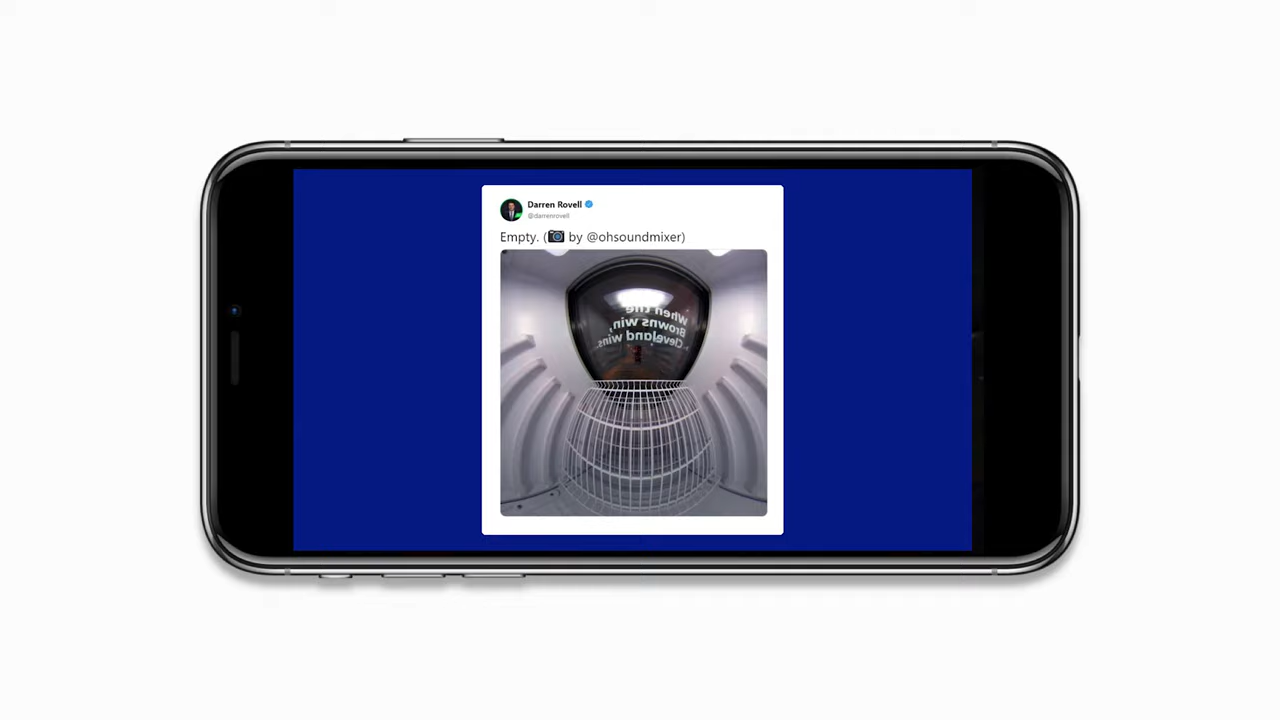 Darren Rovell
@darrenrovell
Empty. (📷 by @ohsoundmixer)
When the
Browns win,
Cleveland wins.